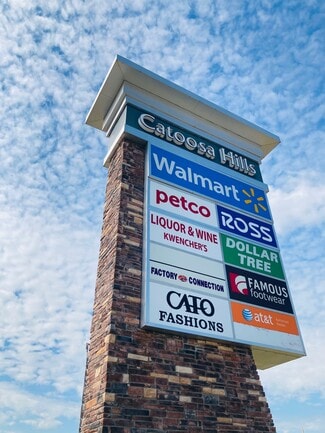 Catoosa Hills
Walmart
petco
ROSS
LIQUOR & WINE
KWENCHER'S
DOLLAR
TREE
FACTORY CONNECTION
FAMOUS
footwear
CATO
FASHIONS
at&t